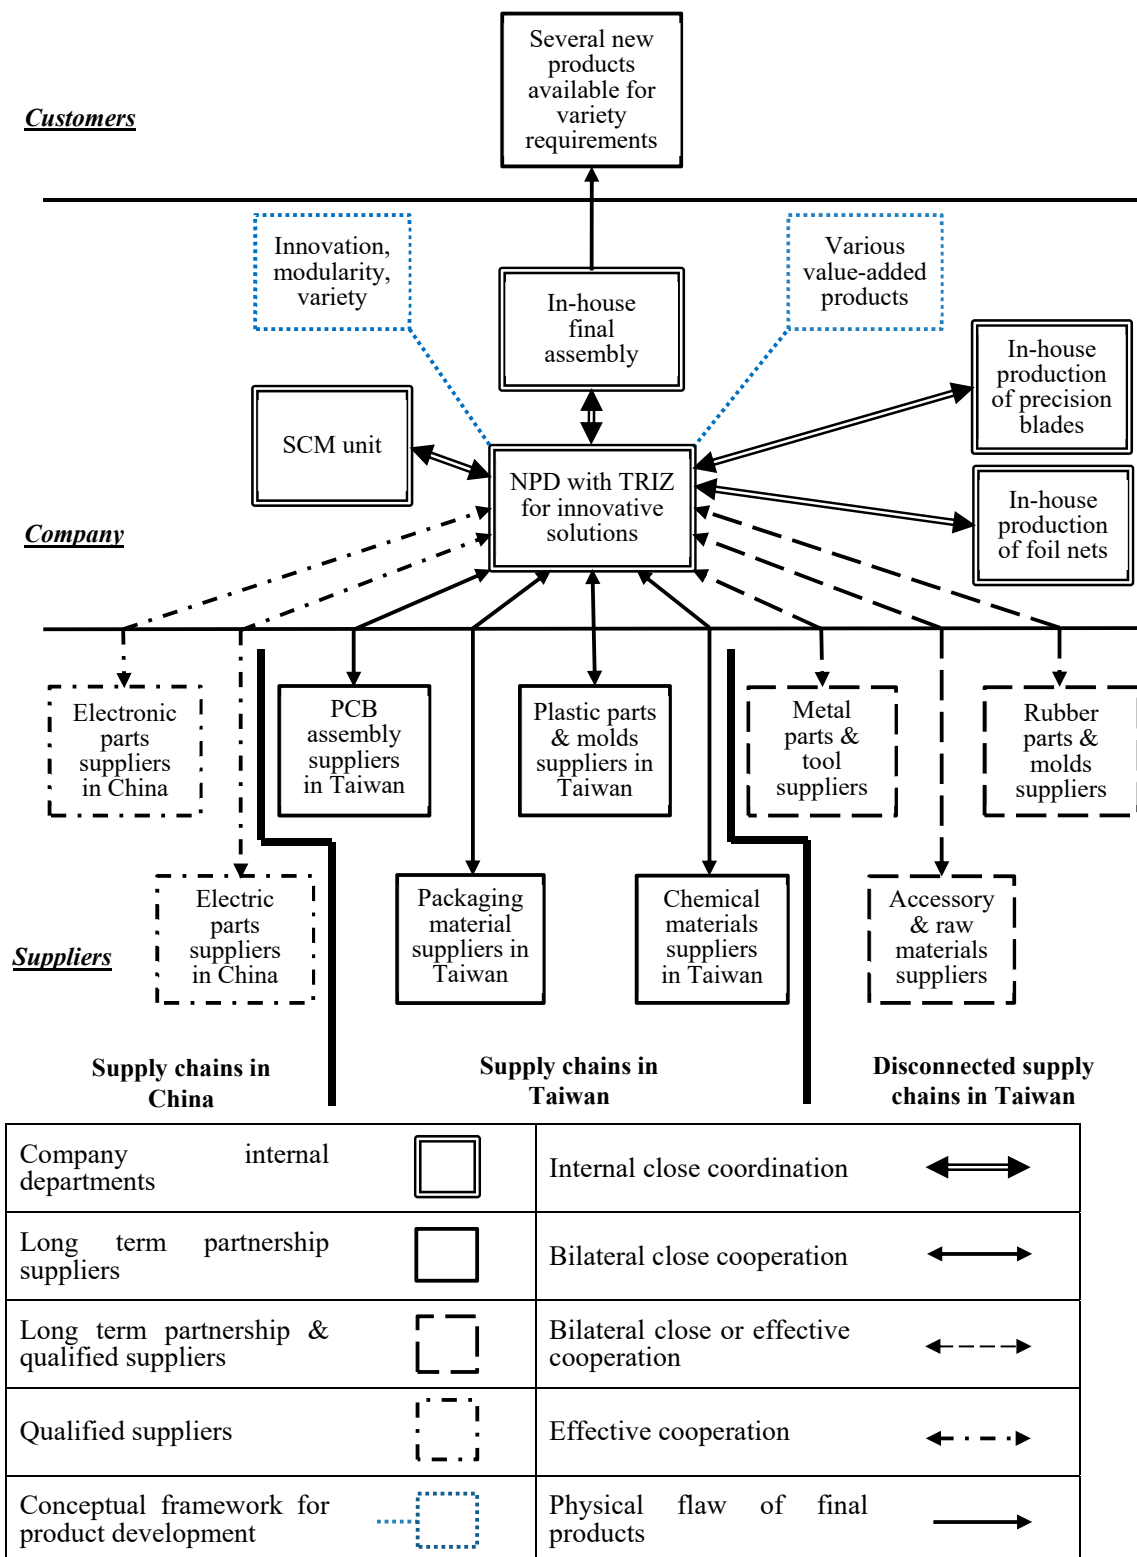 Several new
products
available for
variety
requirements
Customers
Innovation,
modularity,
variety
Various
value-added
products
In-house
final
assembly
In-house
production
of precision
blades
SCM unit
NPD with TRIZ
for innovative
solutions
In-house
production
of foil nets
Company
Electronic
parts
suppliers
in China
PCB
assembly
suppliers
in Taiwan
Plastic parts
& molds
suppliers in
Taiwan
Metal
parts &
tool
suppliers
Rubber
parts &
molds
suppliers
Electric
parts
suppliers
in China
Packaging
material
suppliers in
Taiwan
Chemical
materials
suppliers
in Taiwan
Accessory
& raw
materials
suppliers
Suppliers
Supply chains in
China
Supply chains in
Taiwan
Disconnected supply
chains in Taiwan
Company internal
departments
Internal close coordination
Long term partnership
suppliers
Bilateral close cooperation
Long term partnership &
qualified suppliers
Bilateral close or effective
cooperation
Qualified suppliers
Effective cooperation
Conceptual framework for
product development
Physical flaw of final
products